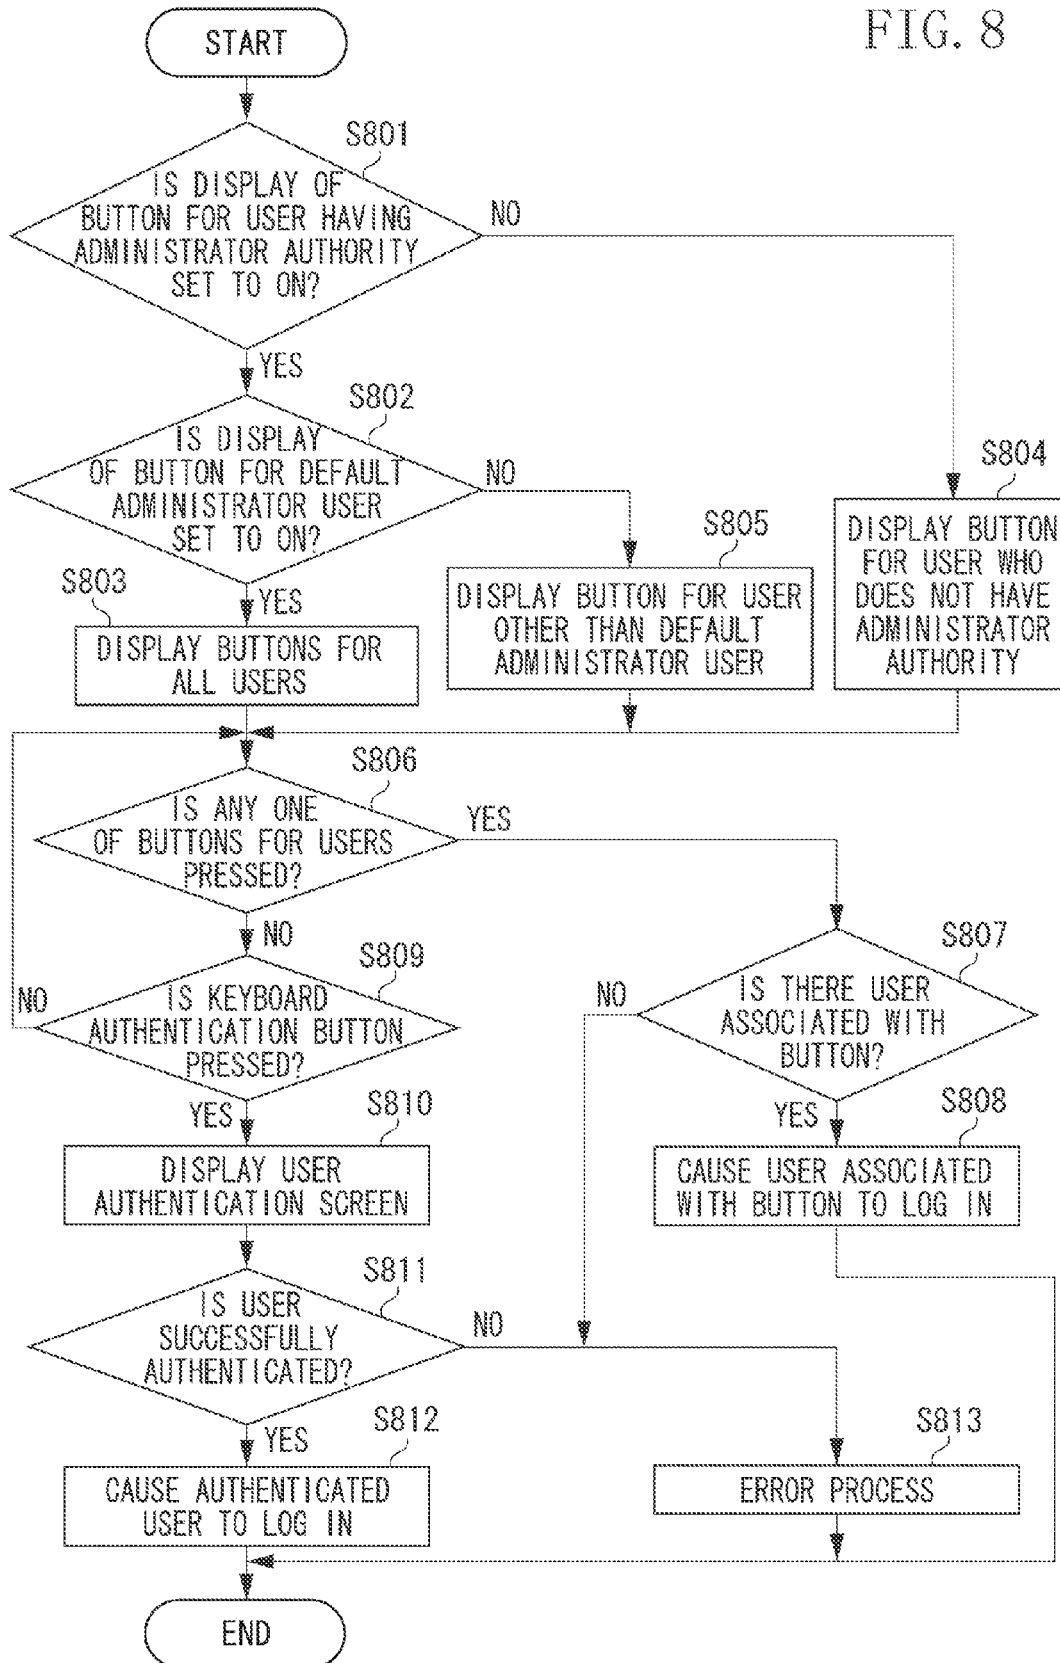 FIG. 8
START
S801
IS DISPLAY OF
BUTTON FOR USER HAVING
ADMINISTRATOR AUTHORITY
SET TO ON?
NO
YES
S802
IS DISPLAY
OF BUTTON FOR DEFAULT
ADMINISTRATOR USER
SET TO ON?
NO
YES
S803
DISPLAY BUTTONS FOR
ALL USERS
S805
DISPLAY BUTTON FOR USER
OTHER THAN DEFAULT
ADMINISTRATOR USER
S804
DISPLAY BUTTON
FOR USER WHO
DOES NOT HAVE
ADMINISTRATOR
AUTHORITY
S806
IS ANY ONE
OF BUTTONS FOR USERS
PRESSED?
YES
NO
S809
IS KEYBOARD
AUTHENTICATION BUTTON
PRESSED?
NO
YES
S807
IS THERE USER
ASSOCIATED WITH
BUTTON?
NO
YES
S810
DISPLAY USER
AUTHENTICATION SCREEN
S808
CAUSE USER ASSOCIATED
WITH BUTTON TO LOG IN
S811
IS USER
SUCCESSFULLY
AUTHENTICATED?
NO
YES
S812
CAUSE AUTHENTICATED
USER TO LOG IN
S813
ERROR PROCESS
END